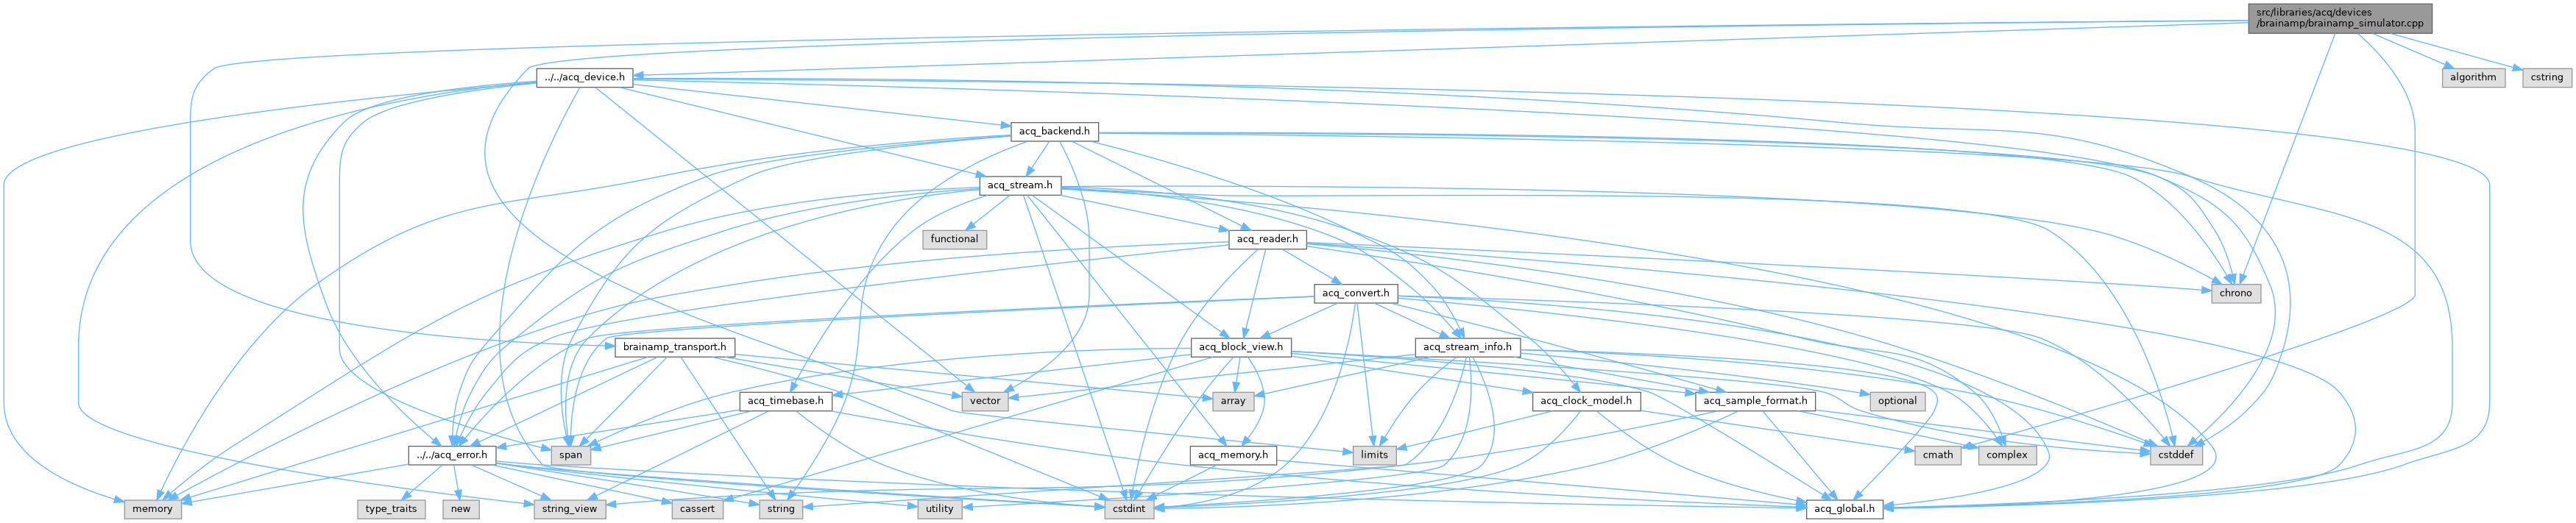 src/libraries/acq/devices
/brainamp/brainamp_simulator.cpp
../../acq_device.h
algorithm
cstring
acq_backend.h
acq_stream.h
functional
acq_reader.h
acq_convert.h
chrono
brainamp_transport.h
acq_block_view.h
acq_stream_info.h
vector
array
acq_timebase.h
acq_clock_model.h
acq_sample_format.h
optional
../../acq_error.h
span
acq_memory.h
limits
cmath
complex
cstddef
memory
type_traits
new
string_view
cassert
string
utility
cstdint
acq_global.h